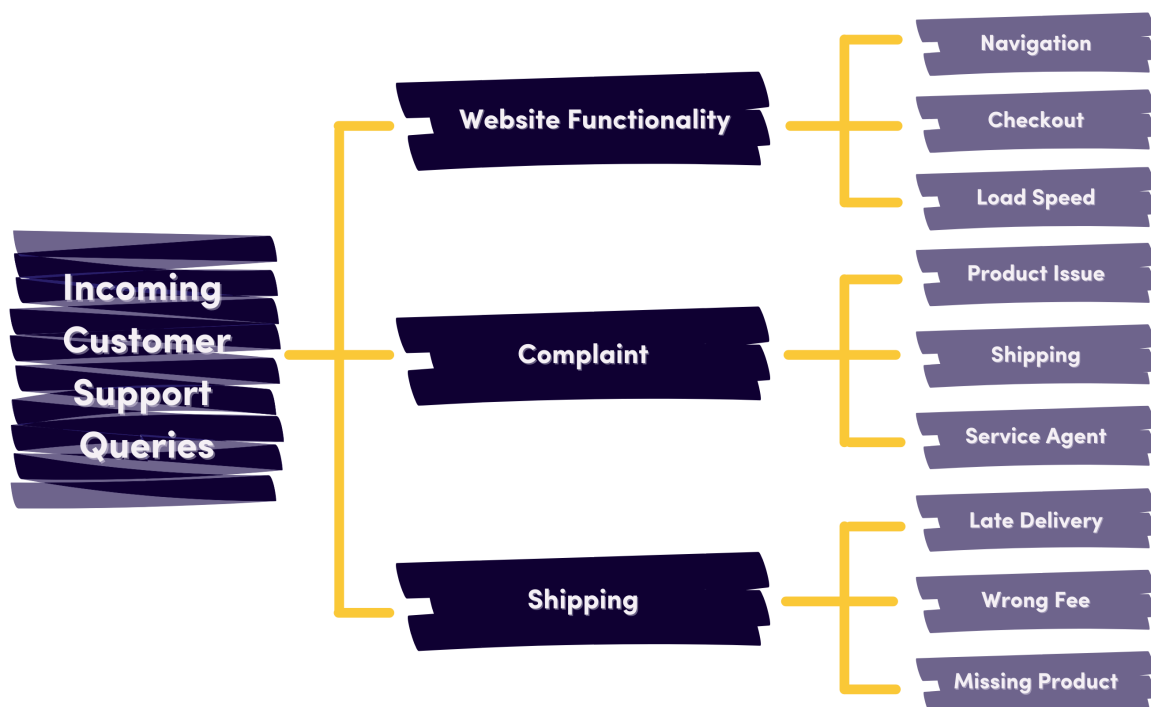 Incoming
Customer
Support
Queries
Website Functionality
Navigation
Checkout
Load Speed
Complaint
Product Issue
Shipping
Service Agent
Shipping
Late Delivery
Wrong Fee
Missing Product